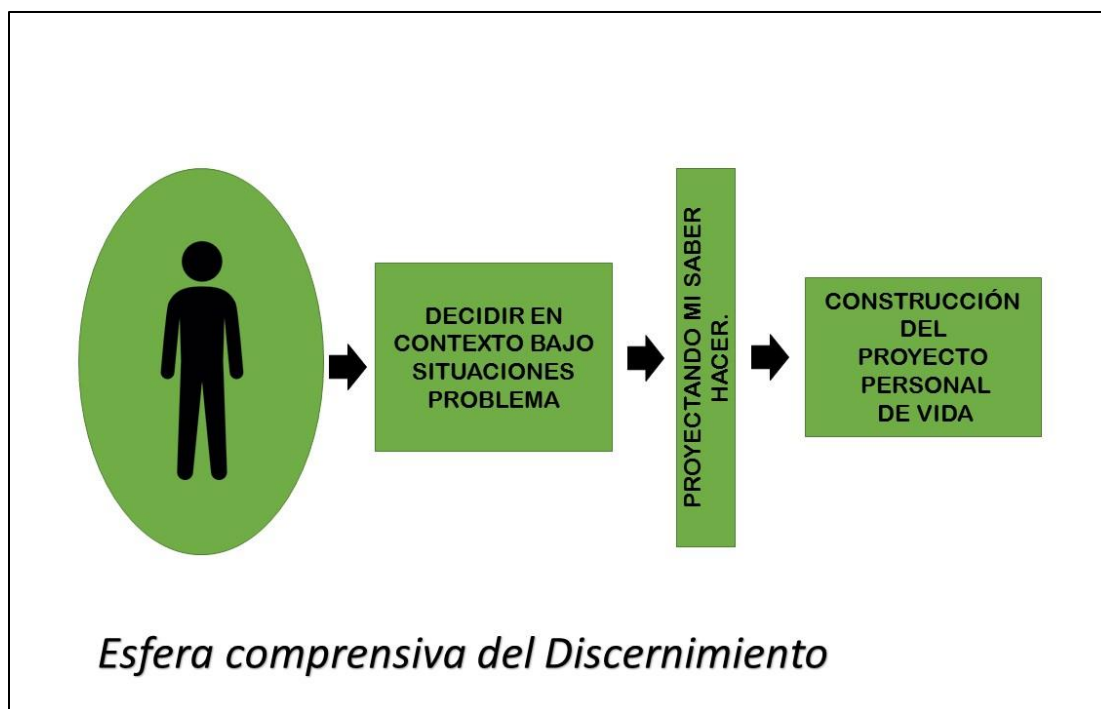 DECIDIR EN
CONTEXTO BAJO
SITUACIONES
PROBLEMA
PROYECTANDO MI SABER
HACER.
CONSTRUCCIÓN
DEL
PROYECTO
PERSONAL
DE VIDA
Esfera comprensiva del Discernimiento